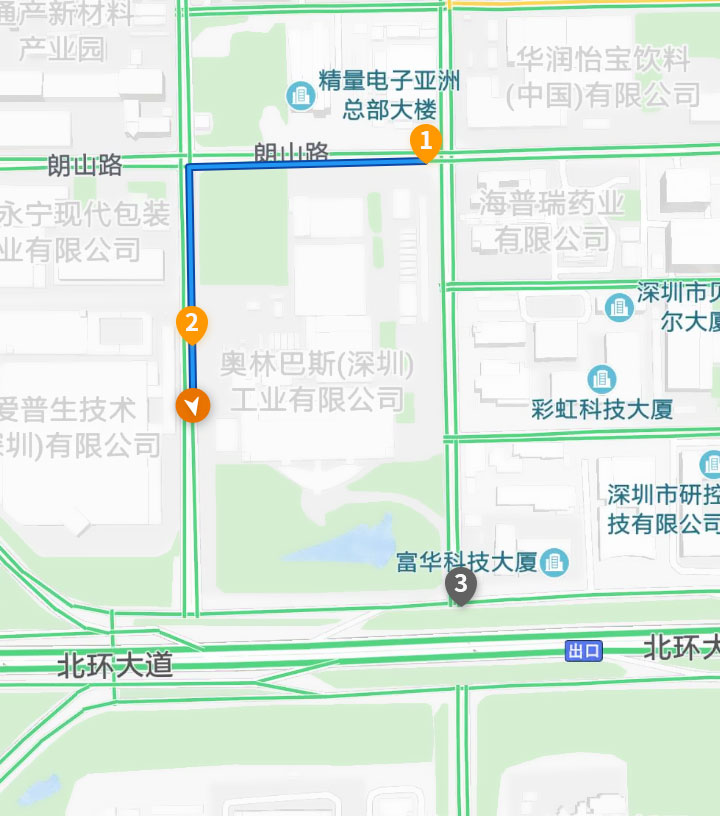 通产新材料
产业园
华润怡宝饮料
(中国)有限公司
精量电子亚洲
总部大楼
1
朗山路
朗山路
永宁现代包装
业有限公司
海普瑞药业
有限公司
深圳市贝
尔大厦
2
奥林巴斯(深圳)
工业有限公司
彩虹科技大厦
爱普生技术
深圳)有限公司
深圳市研控
技有限公司
富华科技大厦
3
北环大道
出口
北环大